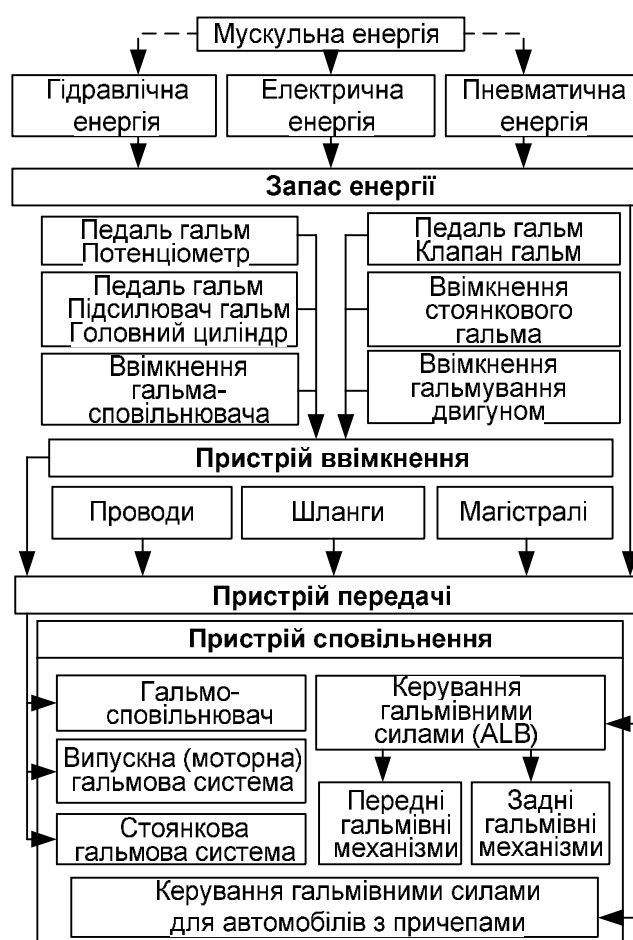 Мускульна енергія
Гідравлічна
енергія
Електрична
енергія
Пневматична
енергія
Запас енергії
Педаль гальм
Потенціометр
Педаль гальм
Клапан гальм
Педаль гальм
Підсилювач гальм
Головний циліндр
Ввімкнення
стоянкового
гальма
Ввімкнення
гальма-
сповільнювача
Ввімкнення
гальмування
двигуном
Пристрій ввімкнення
Проводи
Шланги
Магістралі
Пристрій передачі
Пристрій сповільнення
Гальмо-
сповільнювач
Керування
гальмівними
силами (ALB)
Випускна (моторна)
гальмова система
Передні
гальмівні
механізми
Задні
гальмівні
механізми
Стоянкова
гальмова система
Керування гальмівними силами
для автомобілів з причепами